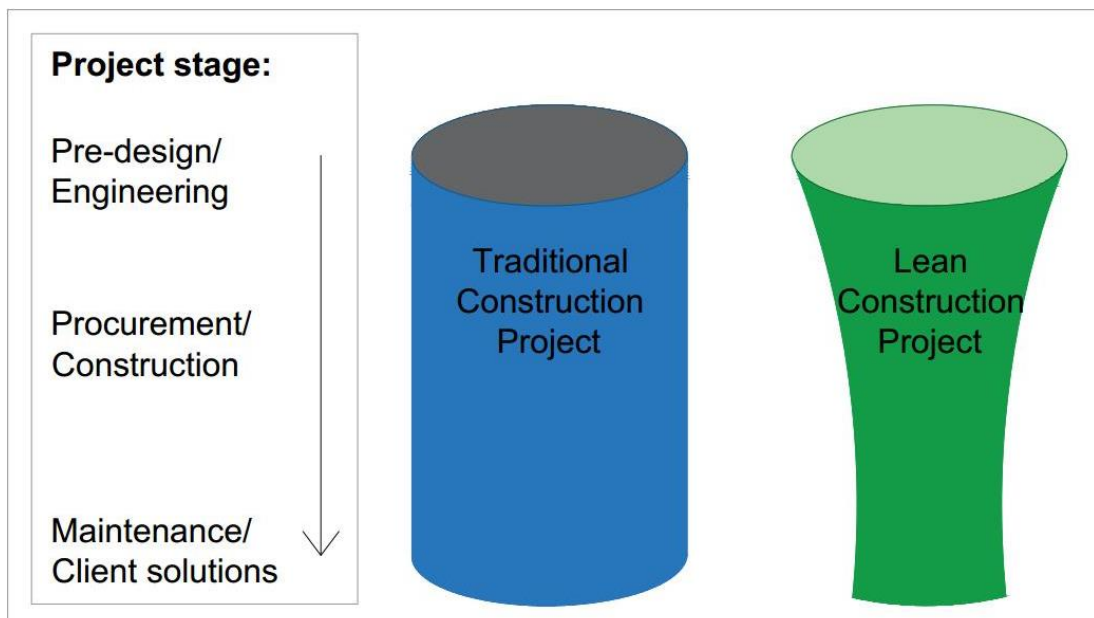 Project stage:
Pre-design/
Engineering
Procurement/
Construction
Maintenance/
Client solutions
Traditional
Construction
Project
Lean
Construction
Project